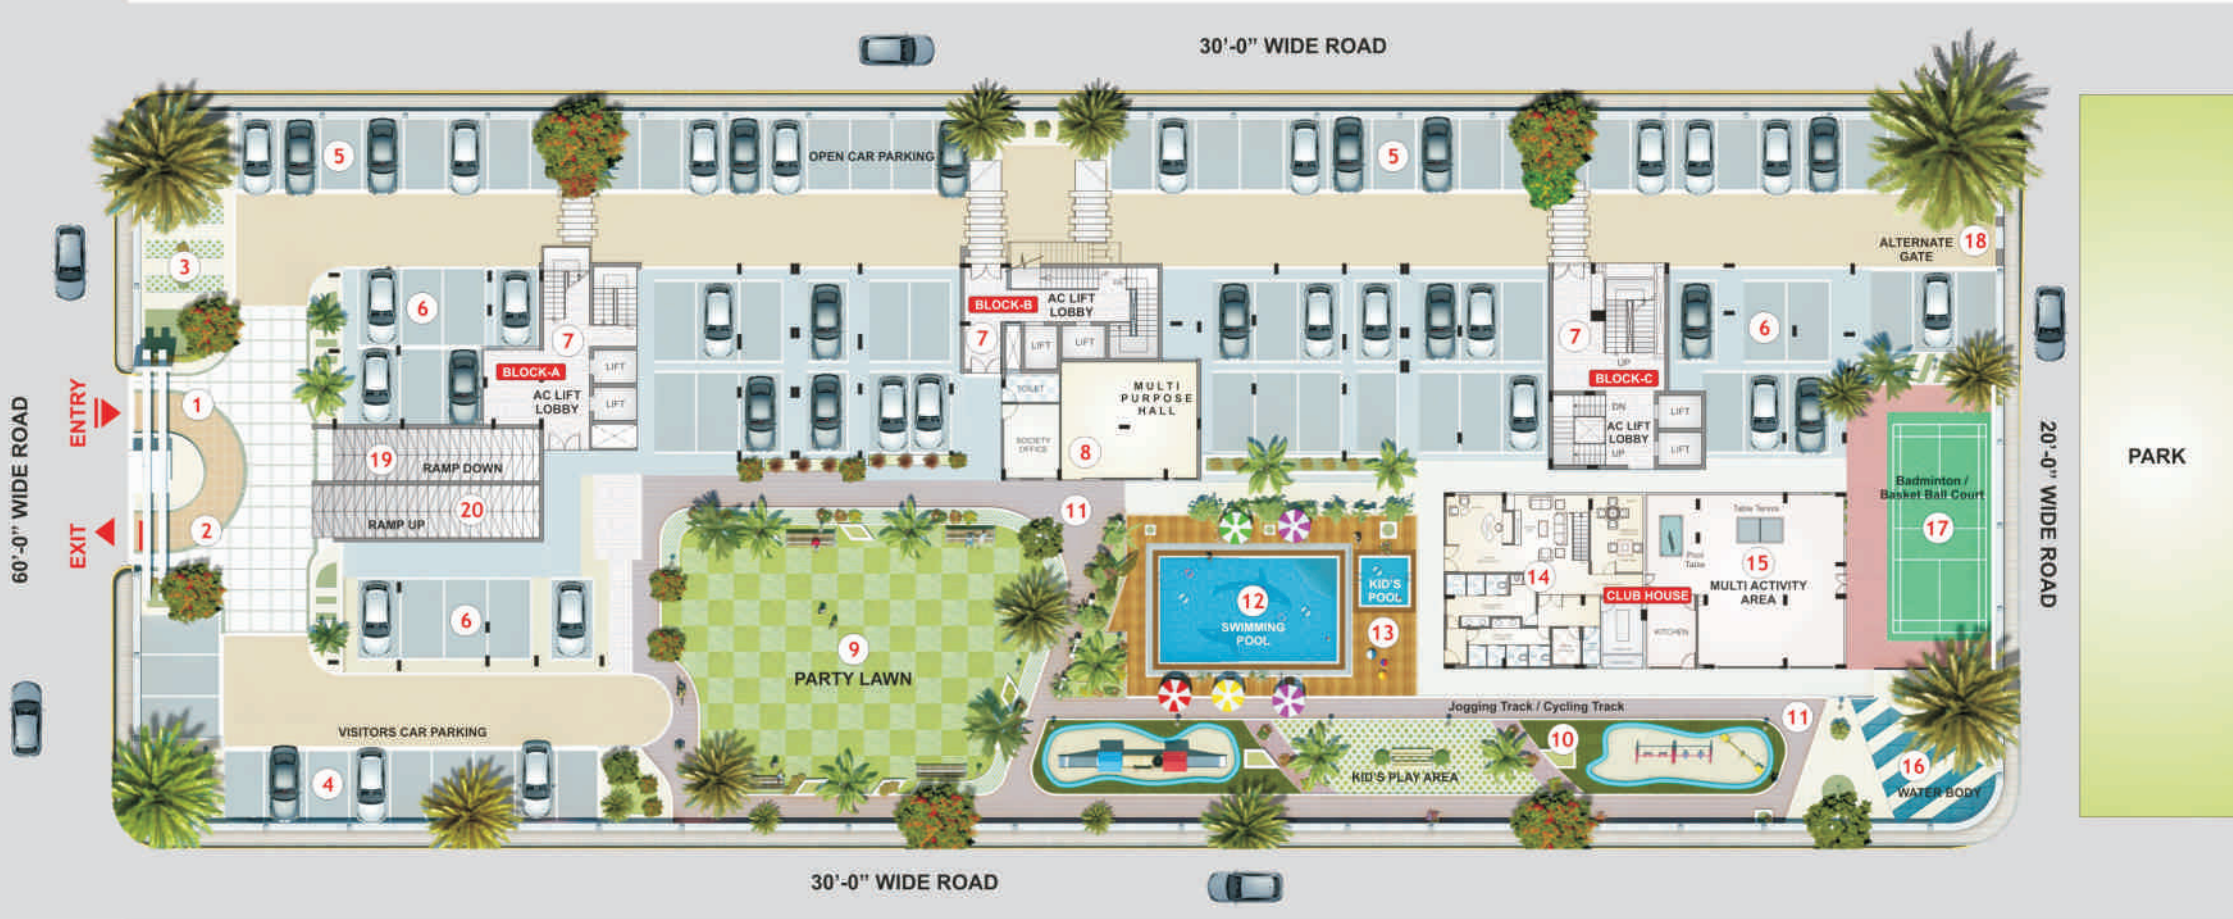 30'-0" WIDE ROAD
5
OPEN CAR PARKING
5
3
ALTERNATE
GATE
18
6
7
BLOCK-A
AC LIFT
LOBBY
LIFT
LIFT
BLOCK-B
AC LIFT
LOBBY
UP
7
LIFT
LIFT
TOILET
MULTI
PURPOSE
HALL
SOCIETY
OFFICE
8
7
UP
BLOCK-C
DN
AC LIFT
LOBBY
UP
LIFT
LIFT
6
ENTRY
1
60'-0" WIDE ROAD
2
EXIT
19
RAMP DOWN
RAMP UP
20
11
Badminton /
Basket Ball Court
17
20'-0" WIDE ROAD
PARK
Table Tennis
Pool
Table
15
MULTI ACTIVITY
AREA
14
CLUB HOUSE
KITCHEN
KID'S
POOL
12
SWIMMING
POOL
13
6
9
PARTY LAWN
Jogging Track / Cycling Track
11
VISITORS CAR PARKING
4
10
KID'S PLAY AREA
16
WATER BODY
30'-0" WIDE ROAD